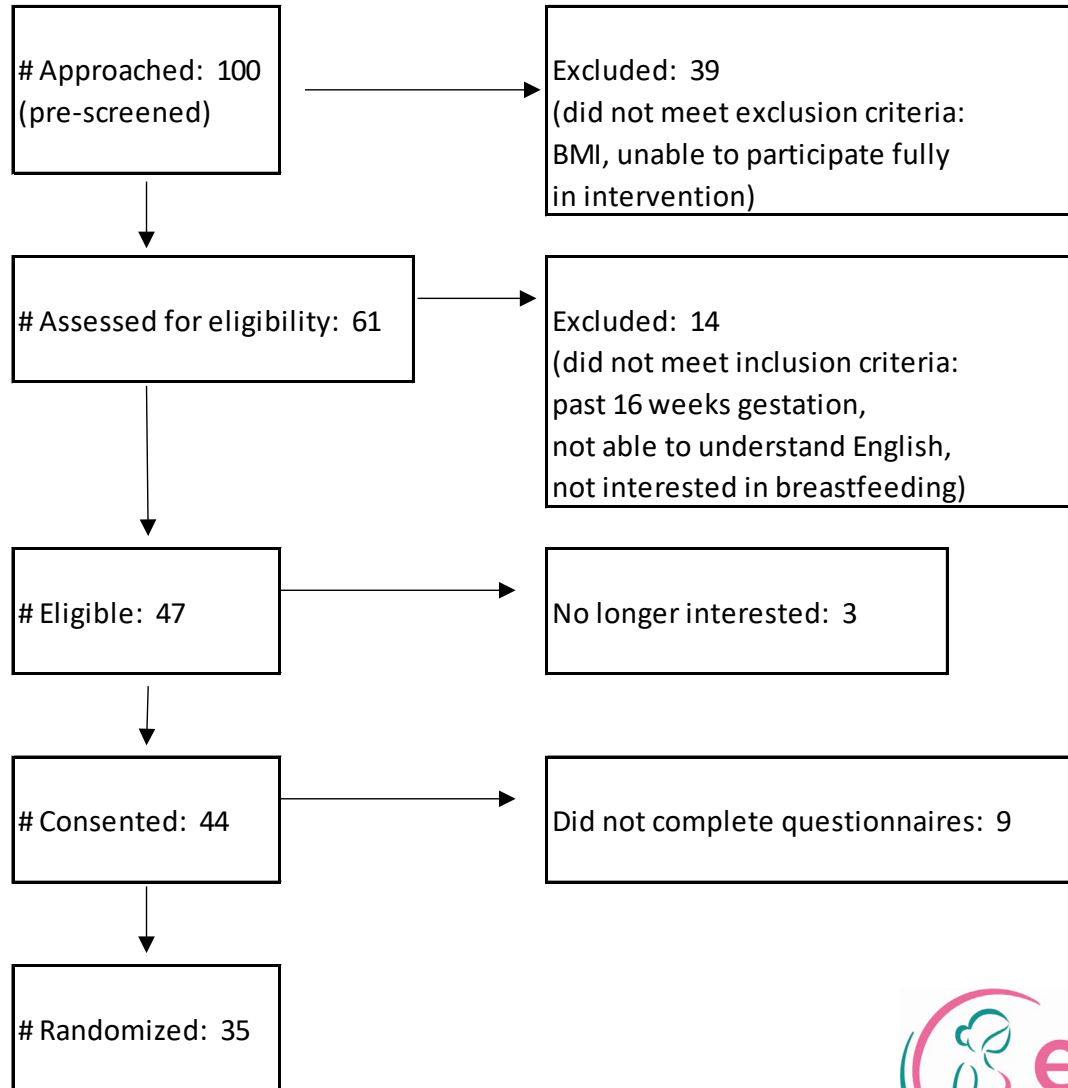 # Approached: 100
(pre-screened)
Excluded: 39
(did not meet exclusion criteria:
BMI, unable to participate fully
in intervention)
# Assessed for eligibility: 61
Excluded: 14
(did not meet inclusion criteria:
past 16 weeks gestation,
not able to understand English,
not interested in breastfeeding)
# Eligible: 47
No longer interested: 3
# Consented: 44
Did not complete questionnaires: 9
# Randomized: 35
e